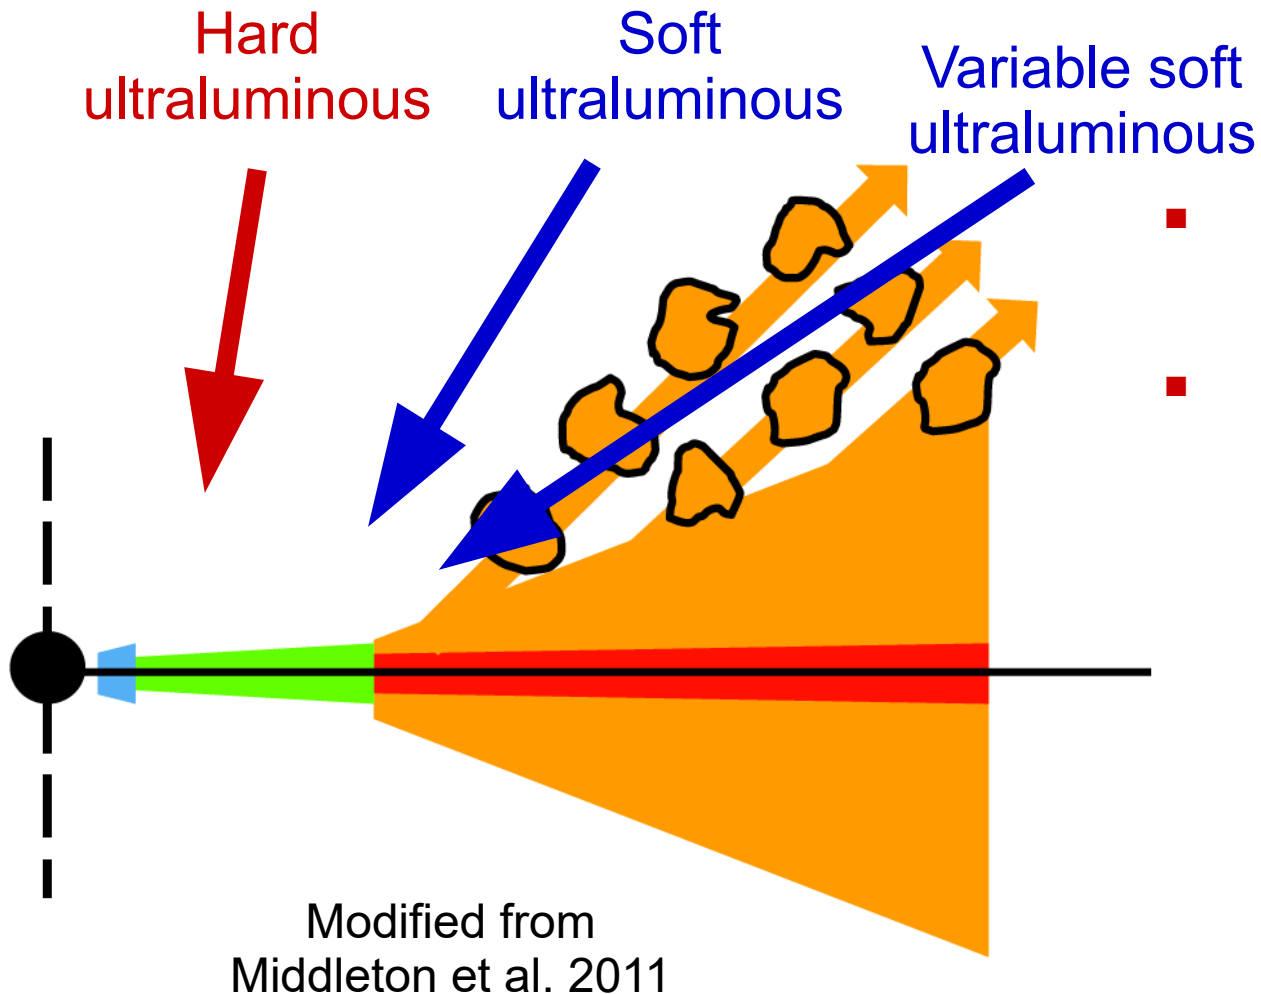 Hard
ultraluminous
Soft
ultraluminous
Variable soft
ultraluminous
Modified from
Middleton et al. 2011